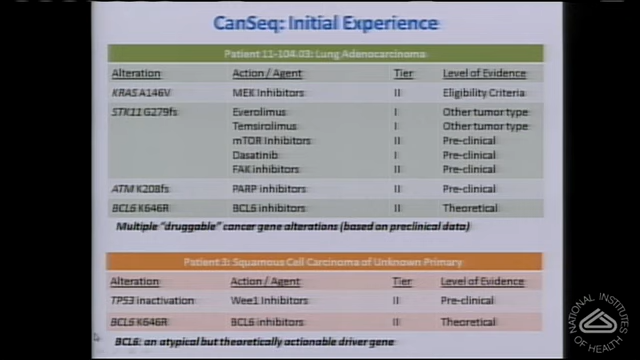 CanSeq: Initial Experience
Patient 11-104-03: Lung Adenocarcinoma
Alteration Action / Agent Tier Level of Evidence
KRAS A146V MEK Inhibitors II Eligibility Criteria
STK11 G279fs Everolimus I Other tumor type
Temsirolimus I Other tumor type
mTOR Inhibitors II Pre-clinical
Dasatinib I Pre-clinical
FAK inhibitors II Pre-clinical
ATM K208fs PARP inhibitors II Pre-clinical
BCL6 K646R BCL6 inhibitors II Theoretical
Multiple "druggable" cancer gene alterations (based on preclinical data)
Patient 3: Squamous Cell Carcinoma of Unknown Primary
Alteration Action / Agent Tier Level of Evidence
TP53 inactivation Wee1 Inhibitors II Pre-clinical
BCL6 K646R BCL6 inhibitors II Theoretical
BCL6: an atypical but theoretically actionable driver gene
NATIONAL INSTITUTES OF HEALTH